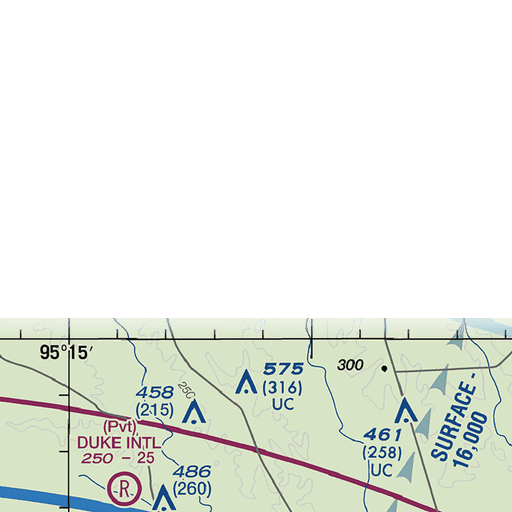 95°15′
575
(316)
UC
300
458
(215)
250
461
(258)
UC
SURFACE -
16,000
(Pvt)
DUKE INTL
250 – 25
R
486
(260)